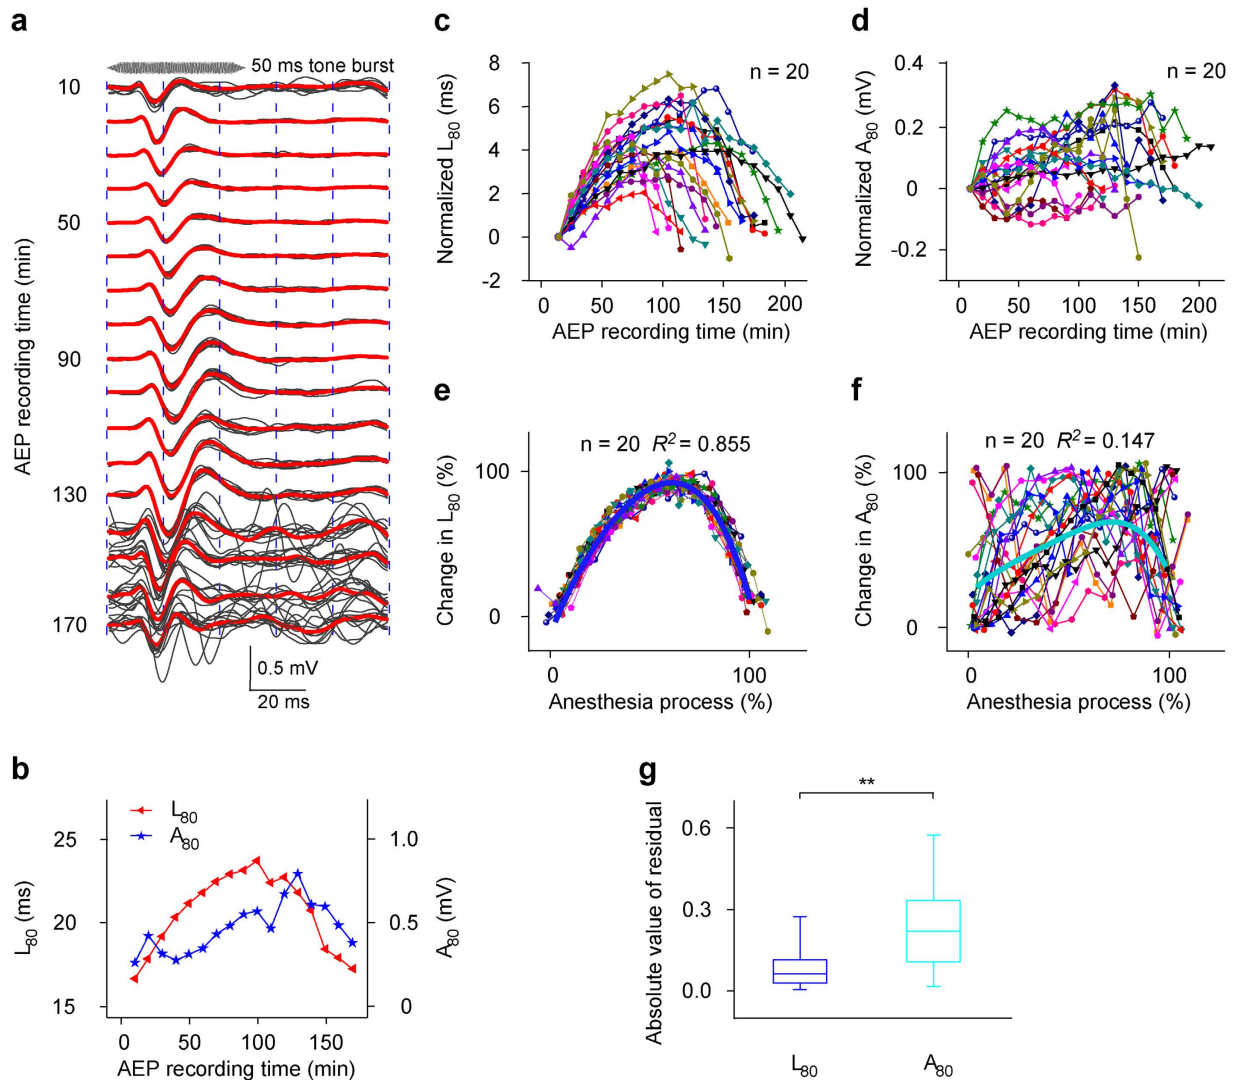 a
50 ms tone burst
10
50
90
130
170
AEP recording time (min)
0.5 mV
20 ms
b
L80
A80
25
20
15
L80 (ms)
1.0
0.5
0
A80 (mV)
0 50 100 150
AEP recording time (min)
c
n = 20
8
6
4
2
0
-2
Normalized L80 (ms)
0 50 100 150 200
AEP recording time (min)
d
n = 20
0.4
0.2
0
-0.2
Normalized A80 (mV)
0 50 100 150 200
AEP recording time (min)
e
n = 20 R2 = 0.855
100
0
Change in L80 (%)
0 100
Anesthesia process (%)
f
n = 20 R2 = 0.147
100
0
Change in A80 (%)
0 100
Anesthesia process (%)
g
**
0.6
0.3
0.0
Absolute value of residual
L80 A80